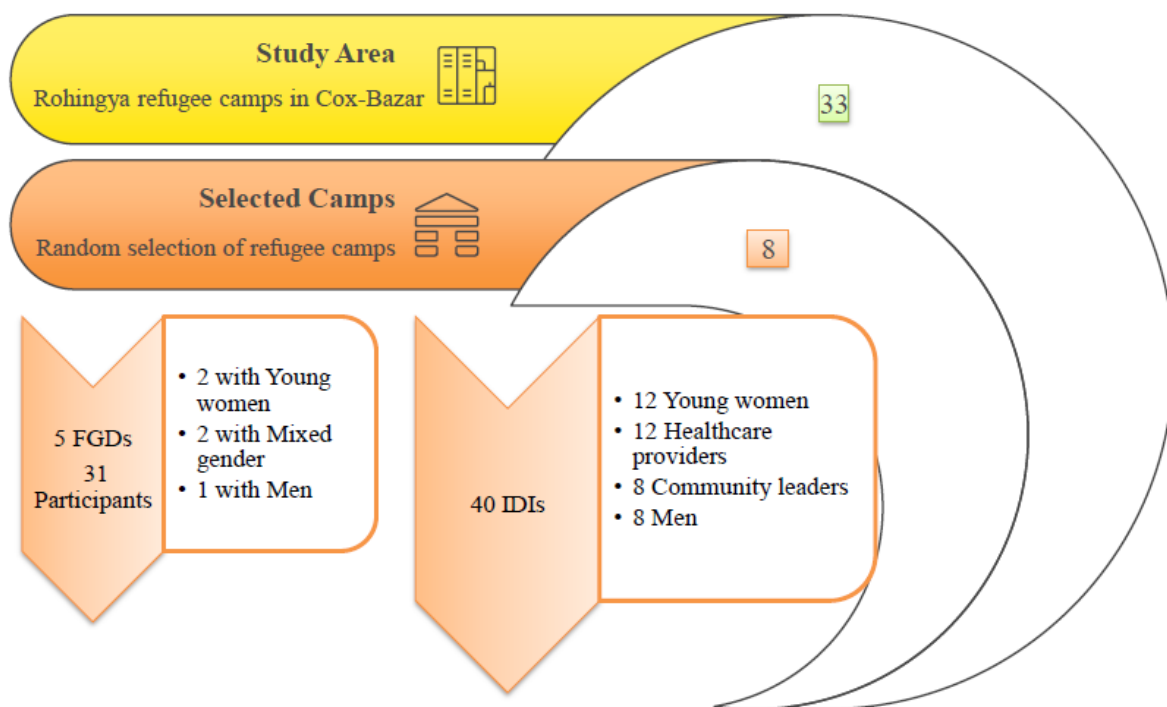 Study Area
Rohingya refugee camps in Cox-Bazar
33
Selected Camps
Random selection of refugee camps
8
5 FGDs
31
Participants
• 2 with Young
women
• 2 with Mixed
gender
• 1 with Men
40 IDIs
• 12 Young women
• 12 Healthcare
providers
• 8 Community leaders
• 8 Men